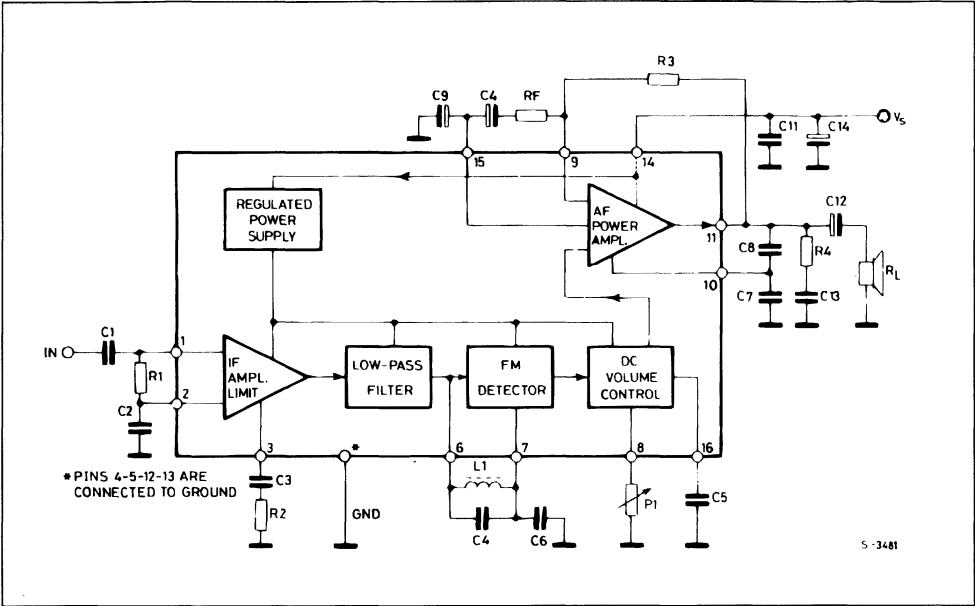 R3
C9 C4 RF
C11 C14 Vs
15 9 14
REGULATED
POWER
SUPPLY
AF
POWER
AMPL.
11
C12
C8 R4
RL
10
C7 C13
C1
IN
1
R1
2
C2
IF
AMPL.
LIMIT
LOW-PASS
FILTER
FM
DETECTOR
DC
VOLUME
CONTROL
3 * 6 7 8 16
* PINS 4-5-12-13 ARE
CONNECTED TO GROUND
C3
R2
GND
L1
C4 C6
P1
C5
S-3481